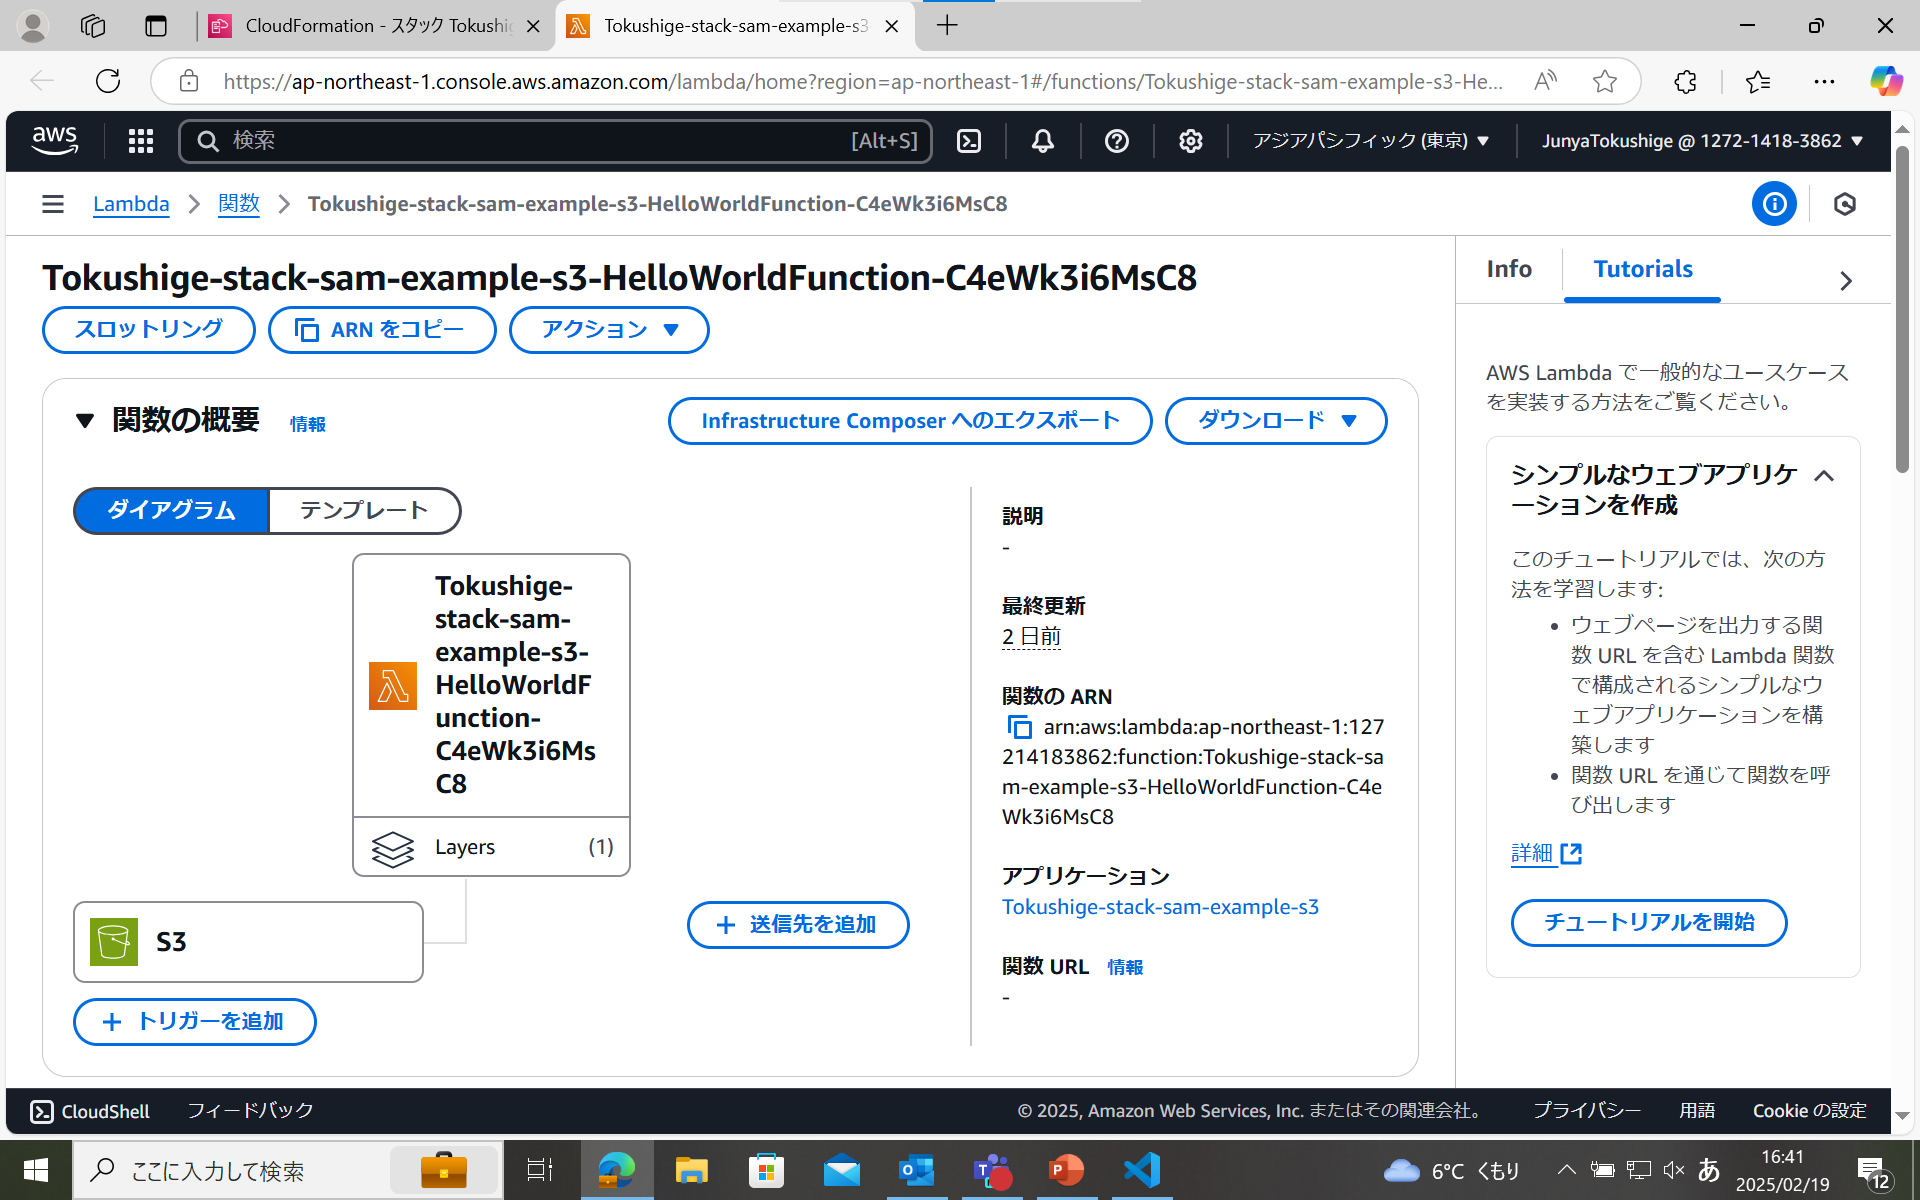 CloudFormation - スタック Tokushig
Tokushige-stack-sam-example-s3
https://ap-northeast-1.console.aws.amazon.com/lambda/home?region=ap-northeast-1#/functions/Tokushige-stack-sam-example-s3-He...
aws
検索
[Alt+S]
アジアパシフィック (東京)
JunyaTokushige @ 1272-1418-3862
Lambda
関数
Tokushige-stack-sam-example-s3-HelloWorldFunction-C4eWk3i6MsC8
Tokushige-stack-sam-example-s3-HelloWorldFunction-C4eWk3i6MsC8
スロットリング
ARN をコピー
アクション
関数の概要 情報
Infrastructure Composer へのエクスポート
ダウンロード
ダイアグラム
テンプレート
Tokushige-
stack-sam-
example-s3-
HelloWorldF
unction-
C4eWk3i6Ms
C8
Layers (1)
S3
トリガーを追加
送信先を追加
説明
-
最終更新
2 日前
関数の ARN
arn:aws:lambda:ap-northeast-1:127
214183862:function:Tokushige-stack-sa
m-example-s3-HelloWorldFunction-C4e
Wk3i6MsC8
アプリケーション
Tokushige-stack-sam-example-s3
関数 URL 情報
-
Info
Tutorials
AWS Lambda で一般的なユースケース
を実装する方法をご覧ください。
シンプルなウェブアプリケ
ーションを作成
このチュートリアルでは、次の方
法を学習します:
• ウェブページを出力する関
数 URL を含む Lambda 関数
で構成されるシンプルなウ
ェブアプリケーションを構
築します
• 関数 URL を通じて関数を呼
び出します
詳細
チュートリアルを開始
CloudShell
フィードバック
© 2025, Amazon Web Services, Inc. またはその関連会社。
プライバシー
用語
Cookie の設定
ここに入力して検索
6°C くもり
あ
16:41
2025/02/19
12